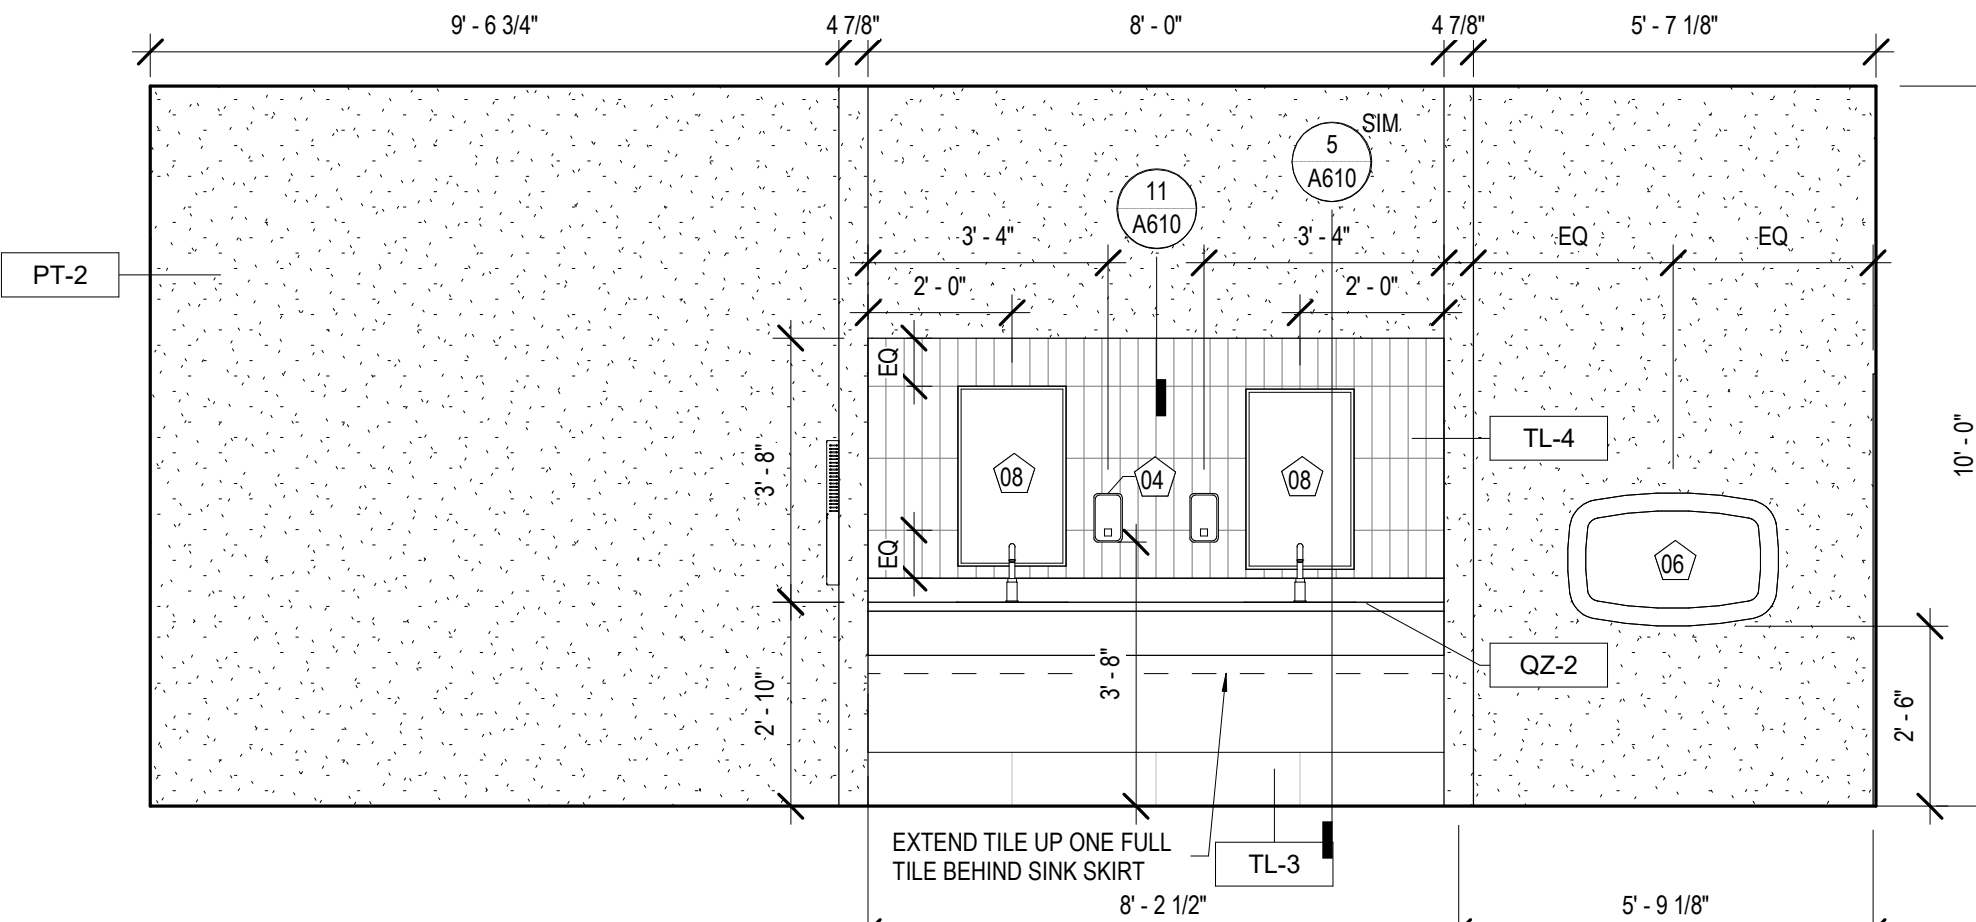 9' - 6 3/4"
4 7/8"
8' - 0"
4 7/8"
5' - 7 1/8"
SIM
5
A610
11
A610
3' - 4"
3' - 4"
EQ
EQ
PT-2
2' - 0"
2' - 0"
EQ
TL-4
10' - 0"
3' - 8"
08
04
08
EQ
06
QZ-2
3' - 8"
2' - 10"
2' - 6"
EXTEND TILE UP ONE FULL
TILE BEHIND SINK SKIRT
TL-3
8' - 2 1/2"
5' - 9 1/8"